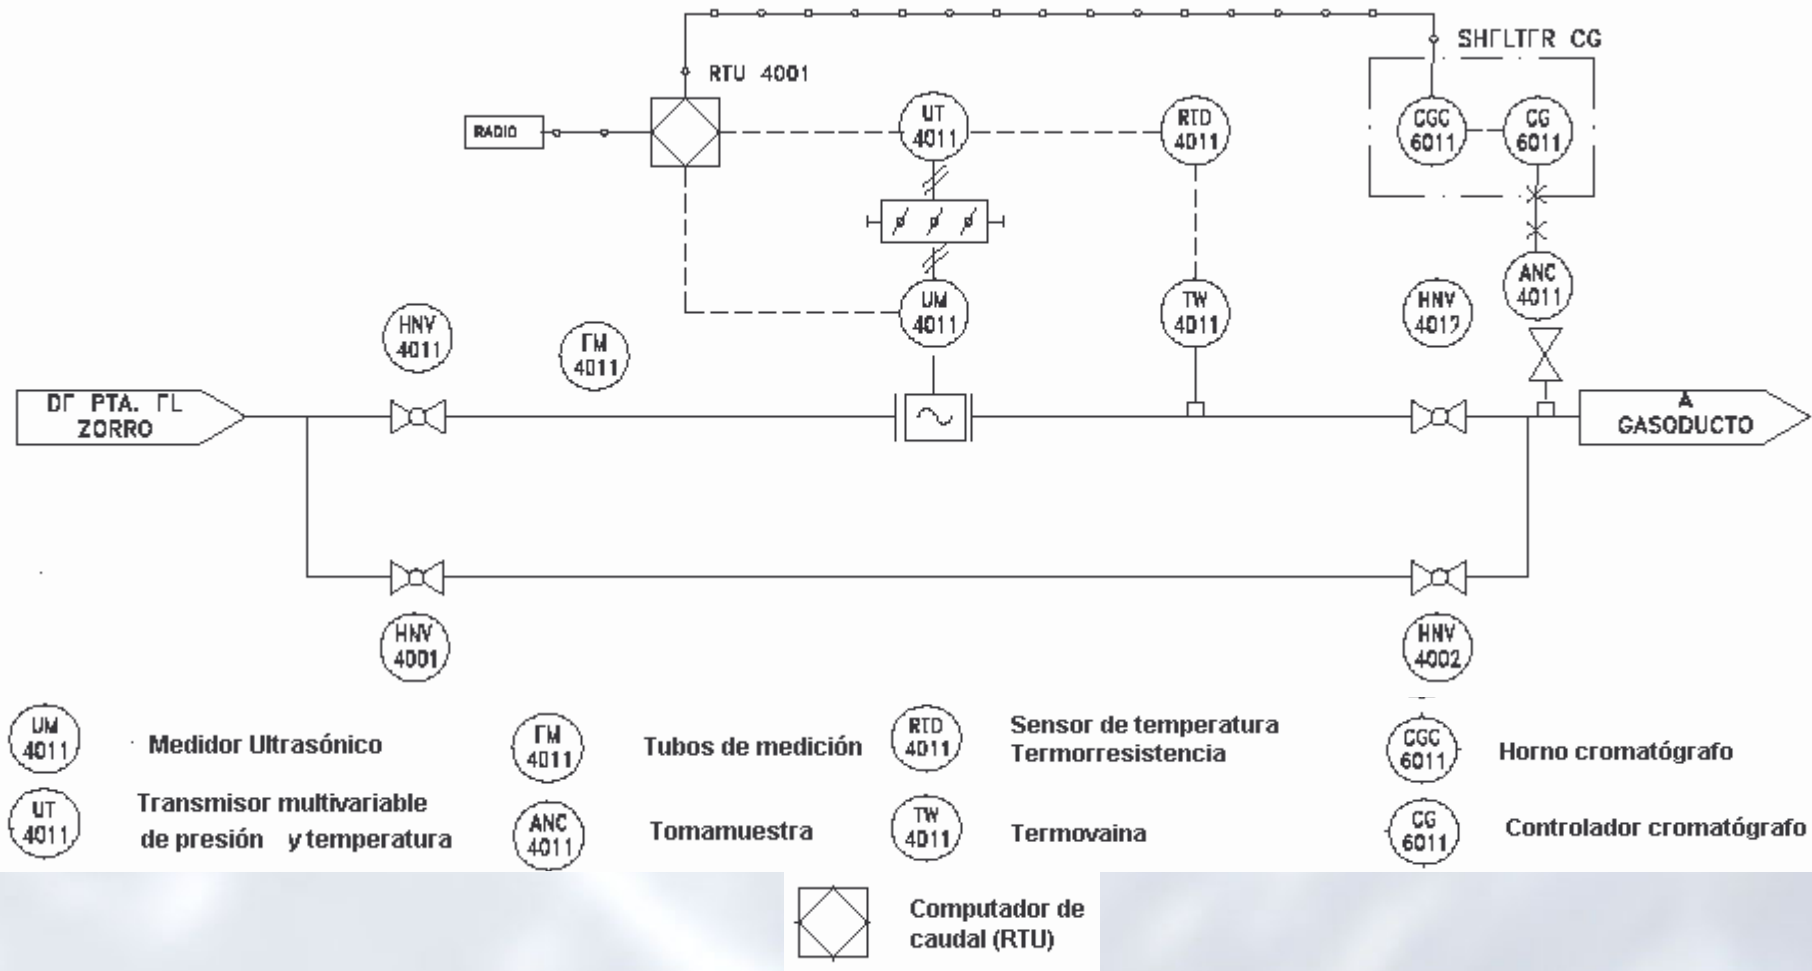 SHELTER CG
RTU 4001
RADIO
UT
4011
RTD
4011
CGC
6011
CG
6011
UM
4011
TW
4011
HNV
4012
ANC
4011
HNV
4011
FM
4011
DE PTA. EL
ZORRO
A
GASODUCTO
HNV
4001
HNV
4002
UM
4011
Medidor Ultrasónico
FM
4011
Tubos de medición
RTD
4011
Sensor de temperatura
Termorresistencia
CGC
6011
Horno cromatógrafo
UT
4011
Transmisor multivariable
de presión y temperatura
ANC
4011
Tomamuestra
TW
4011
Termovaina
CG
6011
Controlador cromatógrafo
Computador de
caudal (RTU)